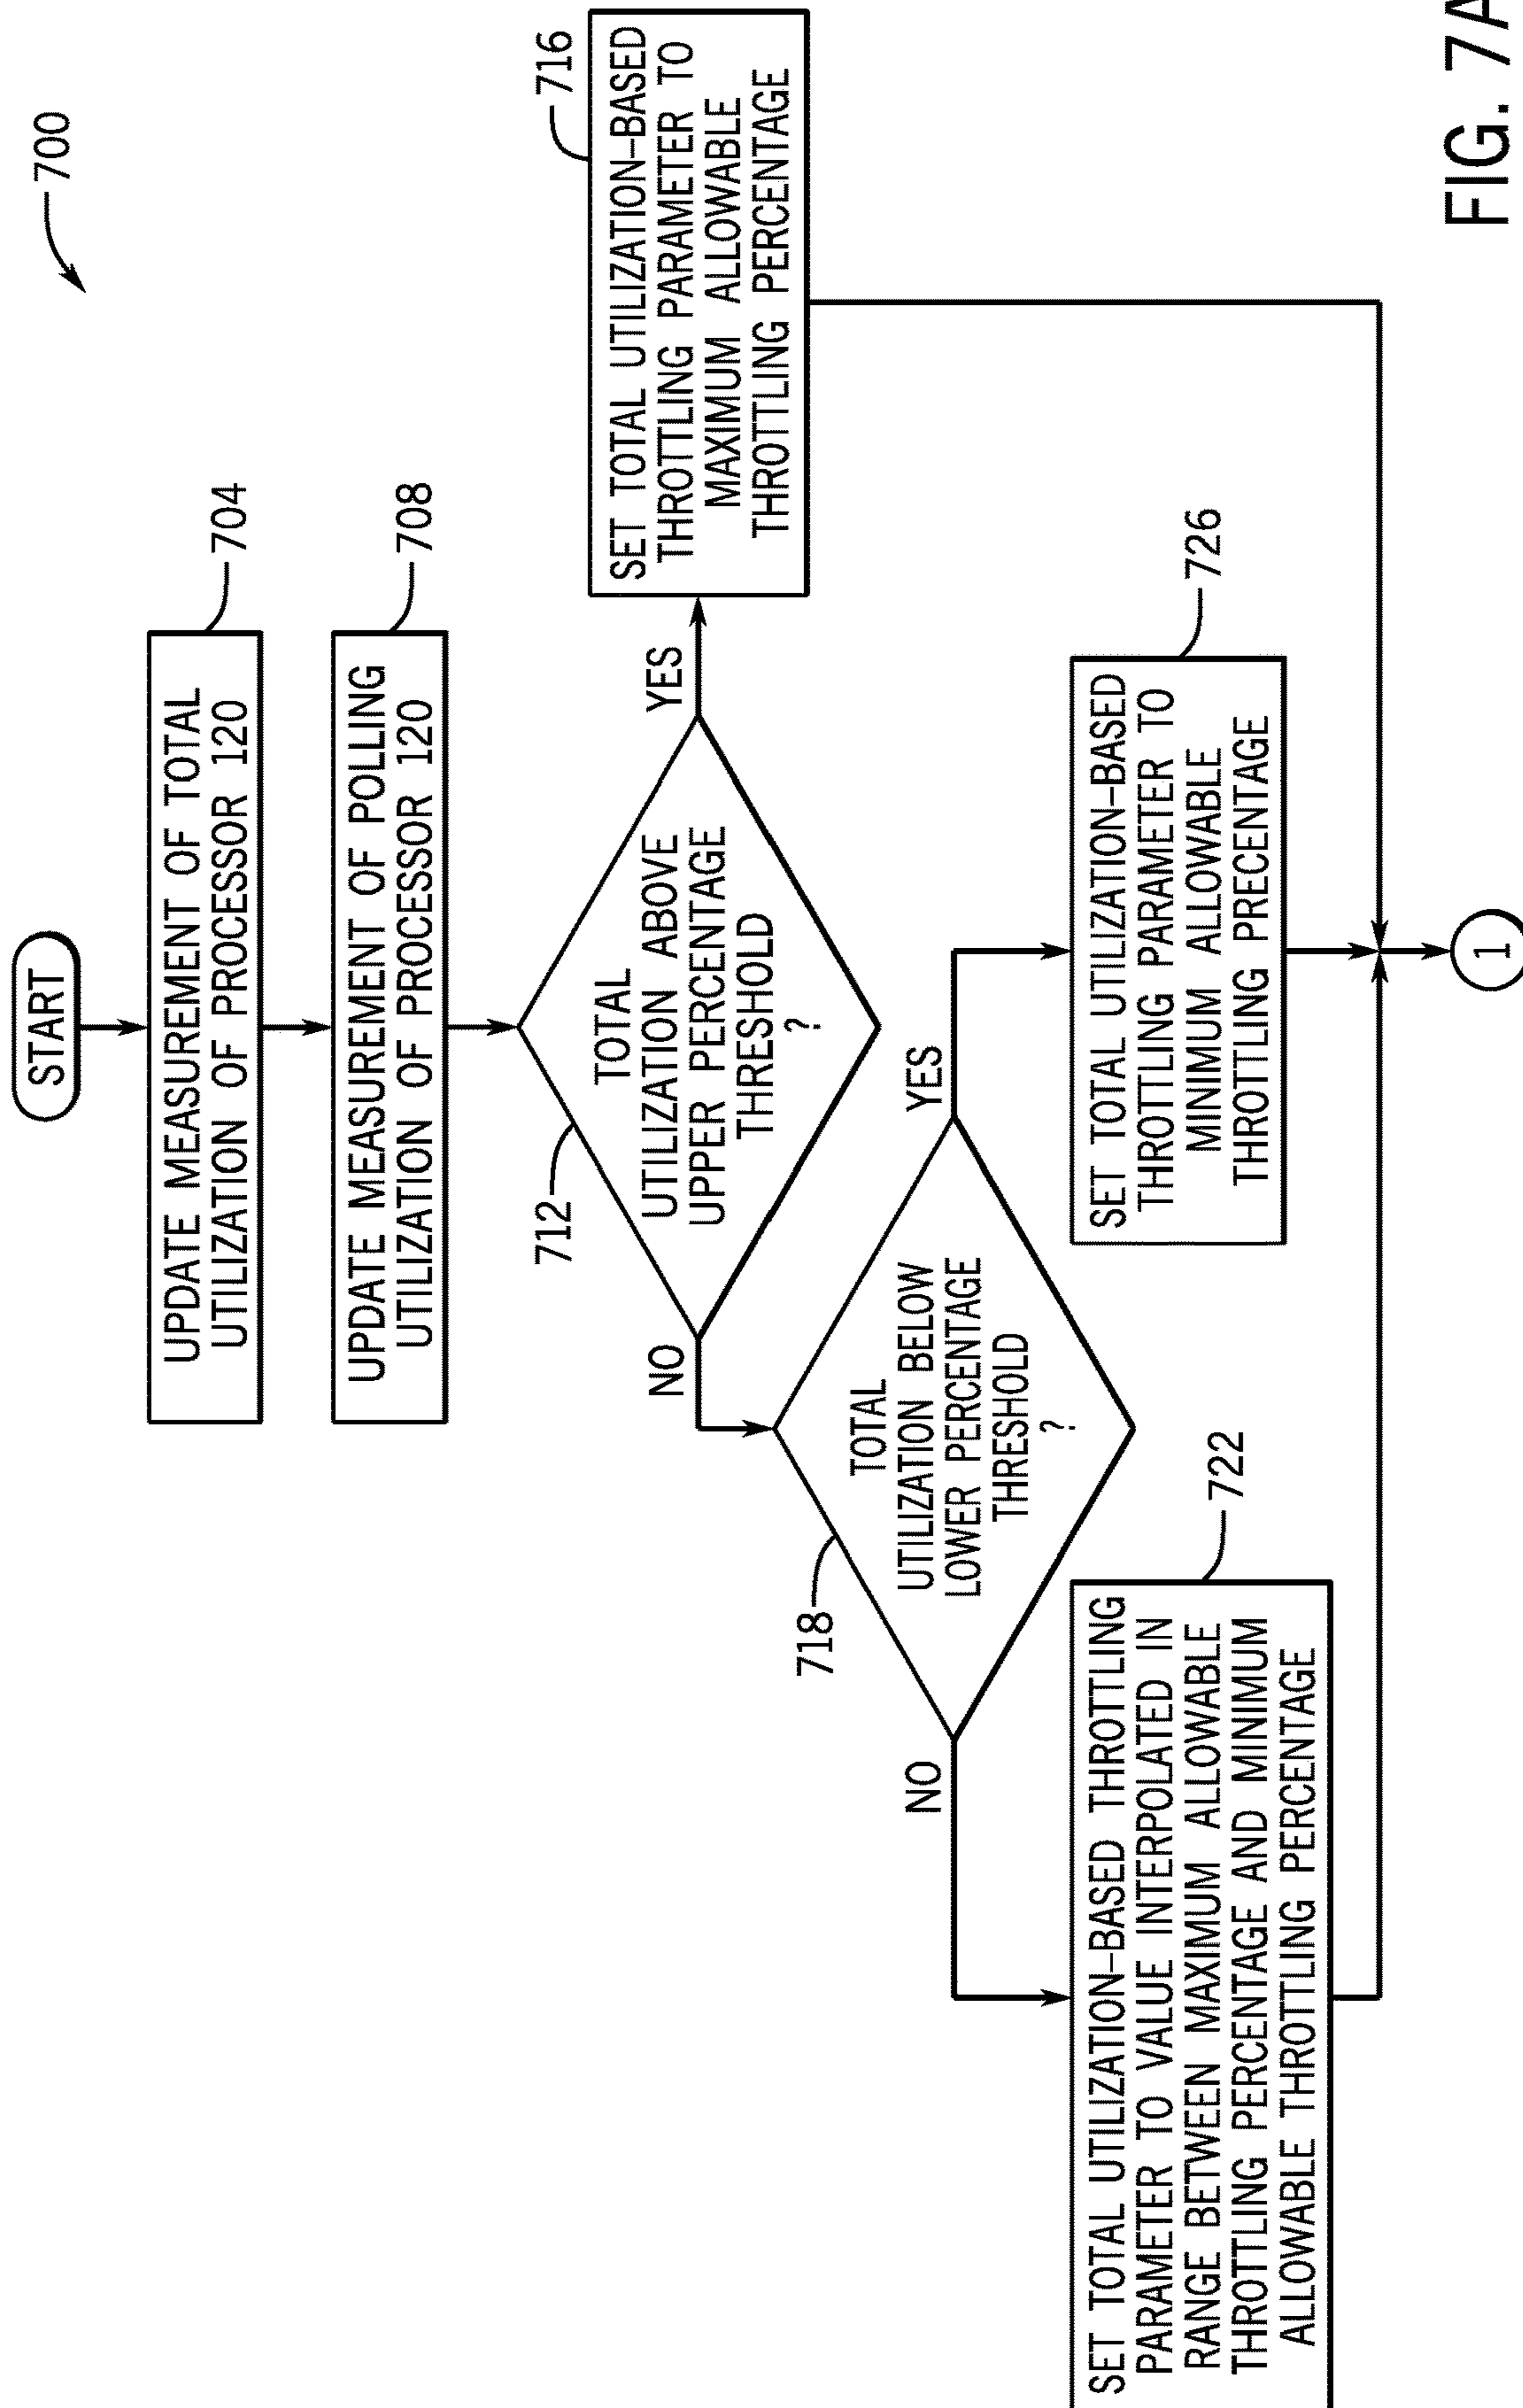 700
START
UPDATE MEASUREMENT OF TOTAL
UTILIZATION OF PROCESSOR 120
704
UPDATE MEASUREMENT OF POLLING
UTILIZATION OF PROCESSOR 120
708
712
TOTAL
UTILIZATION ABOVE
UPPER PERCENTAGE
THRESHOLD
?
YES
NO
716
SET TOTAL UTILIZATION-BASED
THROTTLING PARAMETER TO
MAXIMUM ALLOWABLE
THROTTLING PERCENTAGE
718
TOTAL
UTILIZATION BELOW
LOWER PERCENTAGE
THRESHOLD
?
YES
NO
722
SET TOTAL UTILIZATION-BASED THROTTLING
PARAMETER TO VALUE INTERPOLATED IN
RANGE BETWEEN MAXIMUM ALLOWABLE
THROTTLING PERCENTAGE AND MINIMUM
ALLOWABLE THROTTLING PERCENTAGE
726
SET TOTAL UTILIZATION-BASED
THROTTLING PARAMETER TO
MINIMUM ALLOWABLE
THROTTLING PRECENTAGE
1
FIG. 7A